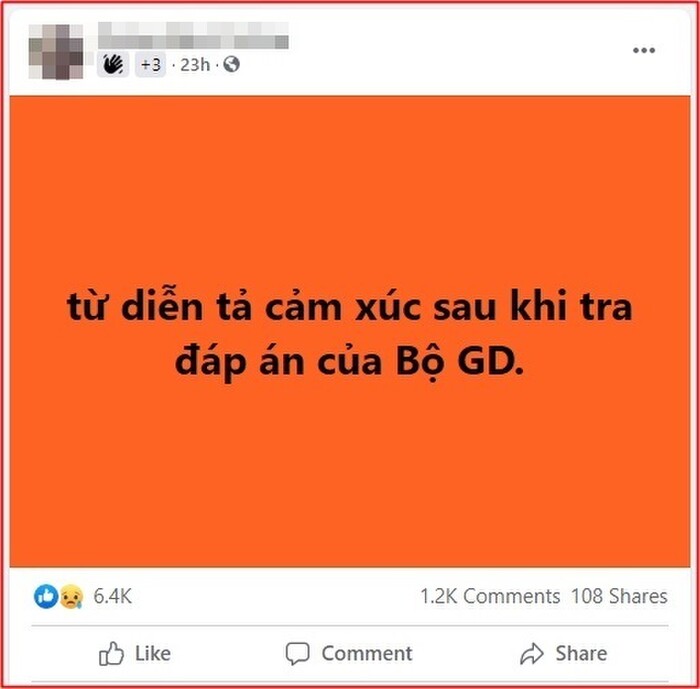 +3 · 23h ·
từ diễn tả cảm xúc sau khi tra
đáp án của Bộ GD.
6.4K 1.2K Comments 108 Shares
Like Comment Share